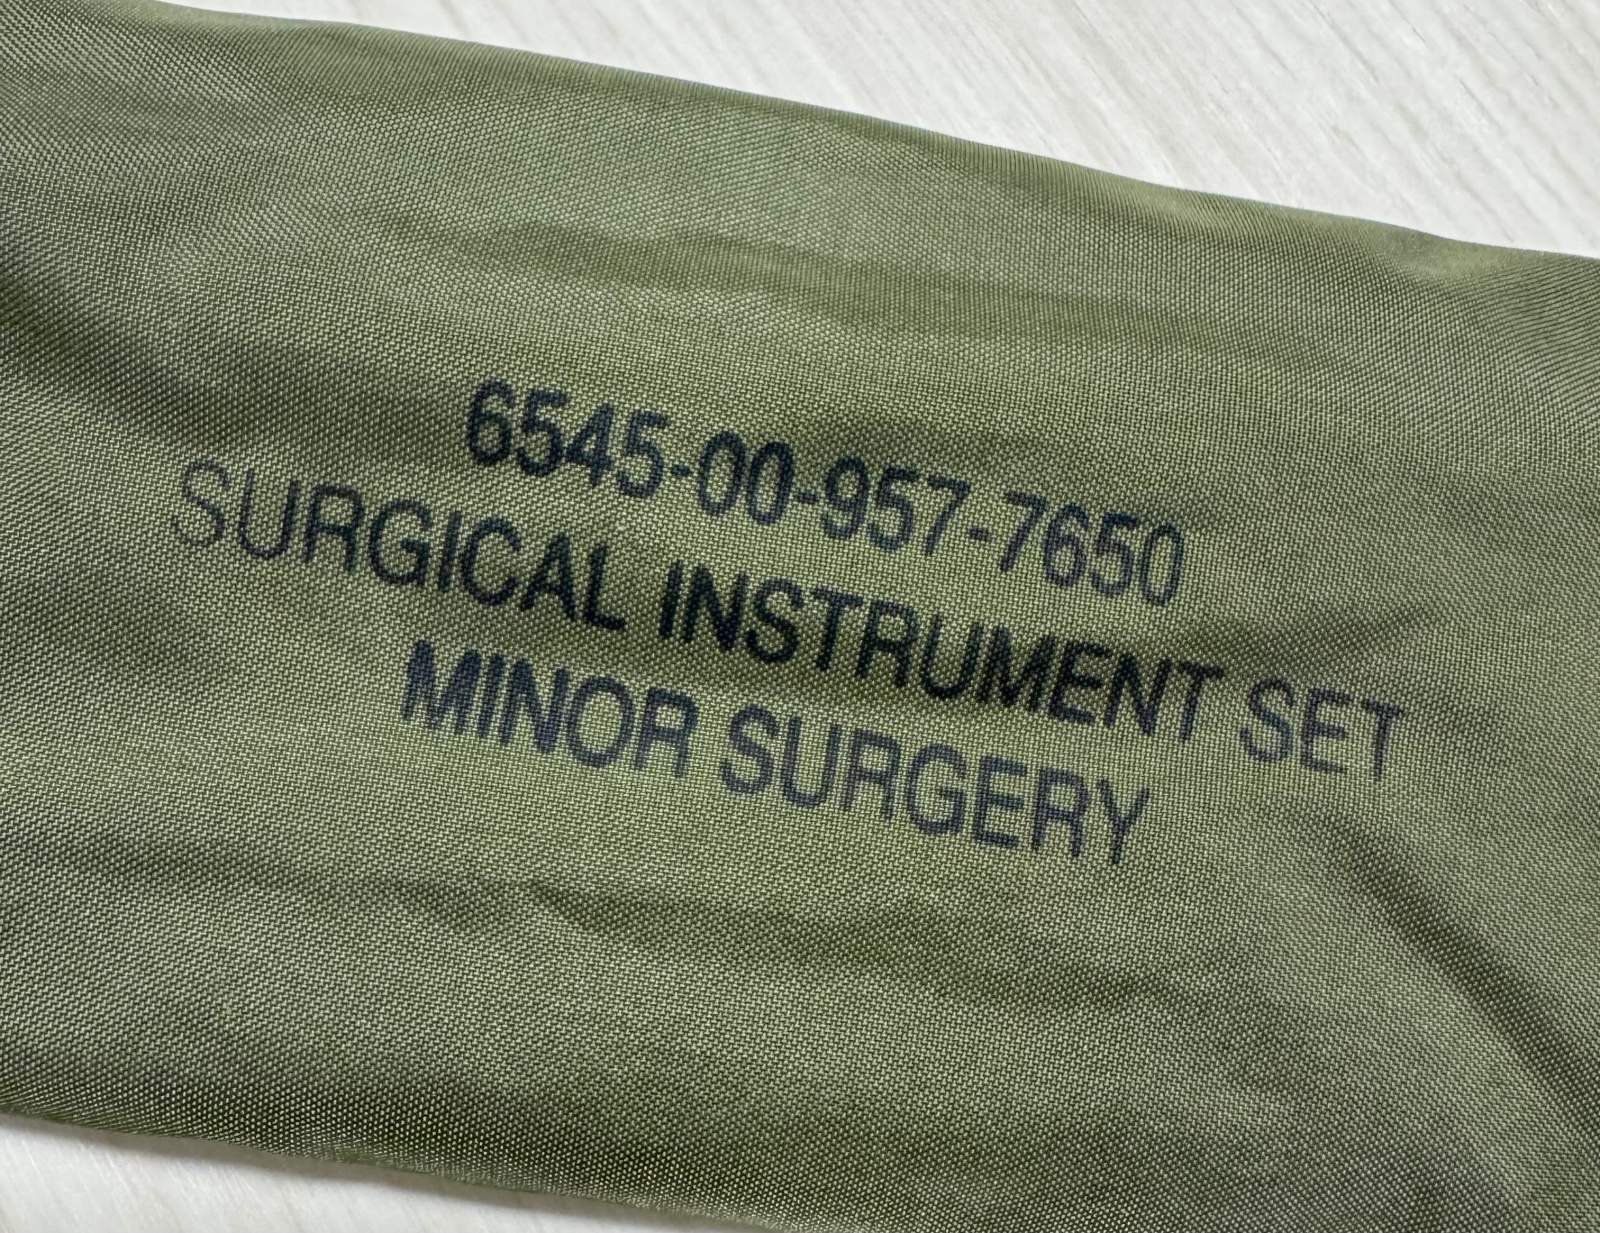 6545-00-957-7650
SURGICAL INSTRUMENT SET
MINOR SURGERY